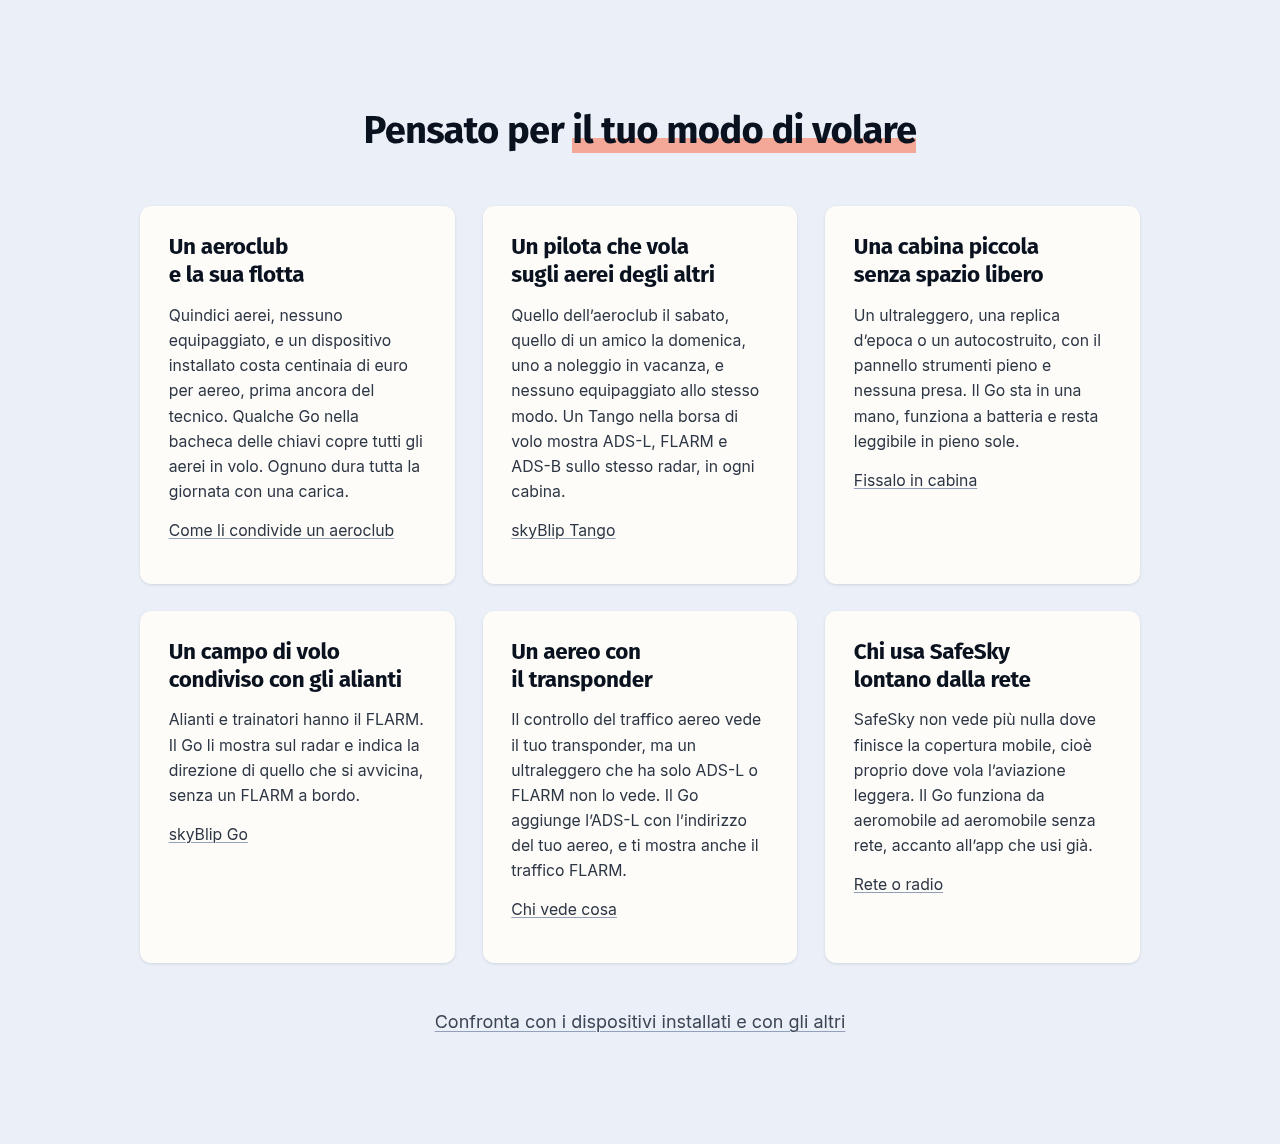 Pensato per il tuo modo di volare
Un aeroclub
e la sua flotta
Quindici aerei, nessuno
equipaggiato, e un dispositivo
installato costa centinaia di euro
per aereo, prima ancora del
tecnico. Qualche Go nella
bacheca delle chiavi copre tutti gli
aerei in volo. Ognuno dura tutta la
giornata con una carica.
Come li condivide un aeroclub
Un pilota che vola
sugli aerei degli altri
Quello dell’aeroclub il sabato,
quello di un amico la domenica,
uno a noleggio in vacanza, e
nessuno equipaggiato allo stesso
modo. Un Tango nella borsa di
volo mostra ADS-L, FLARM e
ADS-B sullo stesso radar, in ogni
cabina.
skyBlip Tango
Una cabina piccola
senza spazio libero
Un ultraleggero, una replica
d’epoca o un autocostruito, con il
pannello strumenti pieno e
nessuna presa. Il Go sta in una
mano, funziona a batteria e resta
leggibile in pieno sole.
Fissalo in cabina
Un campo di volo
condiviso con gli alianti
Alianti e trainatori hanno il FLARM.
Il Go li mostra sul radar e indica la
direzione di quello che si avvicina,
senza un FLARM a bordo.
skyBlip Go
Un aereo con
il transponder
Il controllo del traffico aereo vede
il tuo transponder, ma un
ultraleggero che ha solo ADS-L o
FLARM non lo vede. Il Go
aggiunge l’ADS-L con l’indirizzo
del tuo aereo, e ti mostra anche il
traffico FLARM.
Chi vede cosa
Chi usa SafeSky
lontano dalla rete
SafeSky non vede più nulla dove
finisce la copertura mobile, cioè
proprio dove vola l’aviazione
leggera. Il Go funziona da
aeromobile ad aeromobile senza
rete, accanto all’app che usi già.
Rete o radio
Confronta con i dispositivi installati e con gli altri